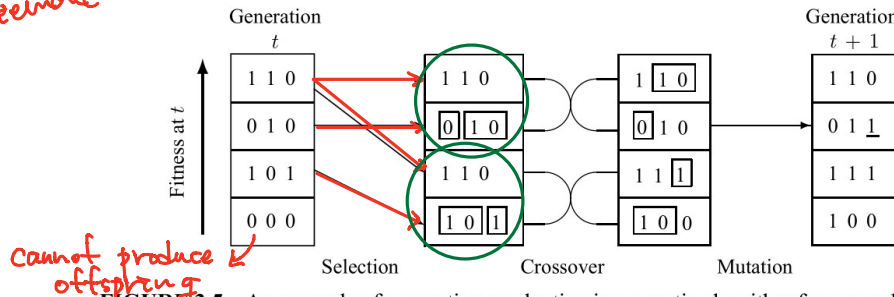 Generation
t
Generation
t + 1
Fitness at t
1 1 0
0 1 0
1 0 1
0 0 0
1 1 0
0 1 0
1 1 0
1 0 1
1 1 0
0 1 0
1 1 1
1 0 0
1 1 0
0 1 1
1 1 1
1 0 0
cannot produce
offspring
Selection
Crossover
Mutation